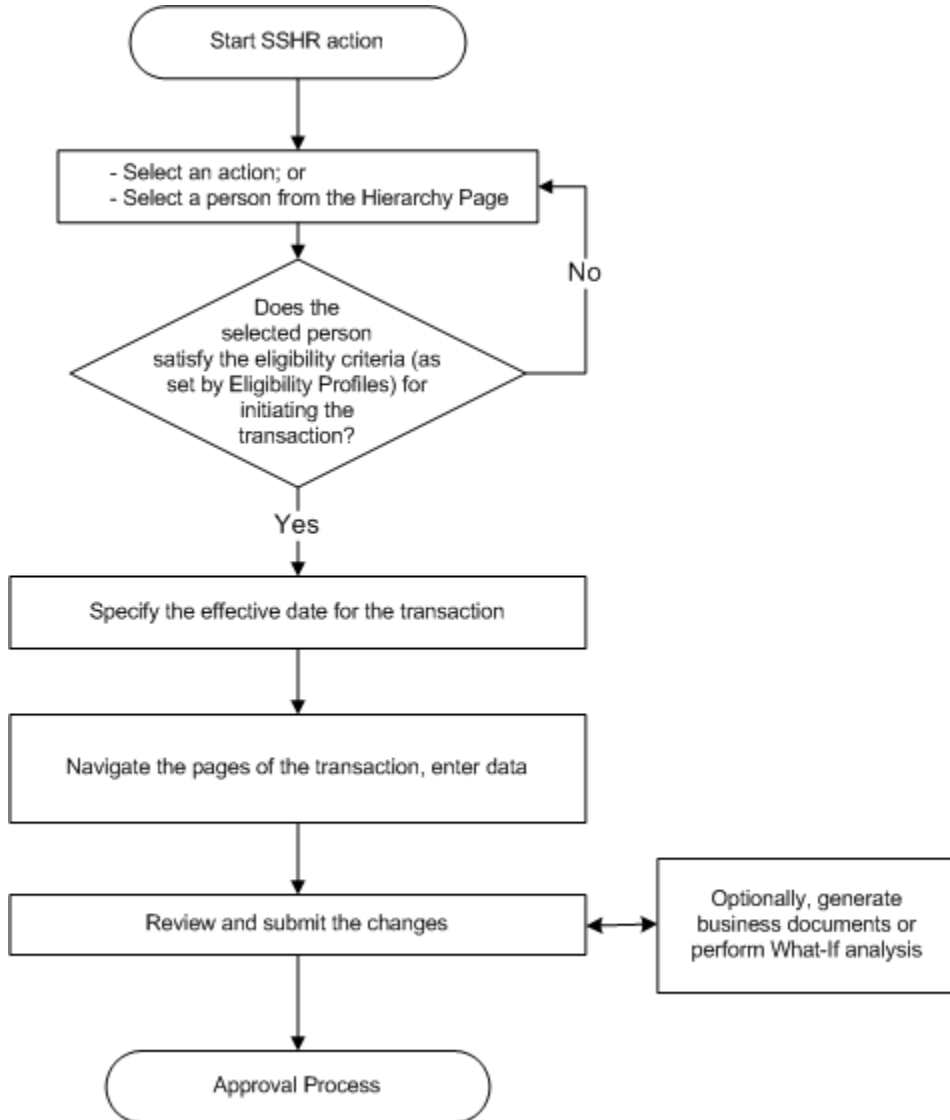 Start SSHR action
- Select an action; or
- Select a person from the Hierarchy Page
No
Does the
selected person
satisfy the eligibility criteria (as
set by Eligibility Profiles) for
initiating the
transaction?
Yes
Specify the effective date for the transaction
Navigate the pages of the transaction, enter data
Review and submit the changes
Optionally, generate
business documents or
perform What-If analysis
Approval Process